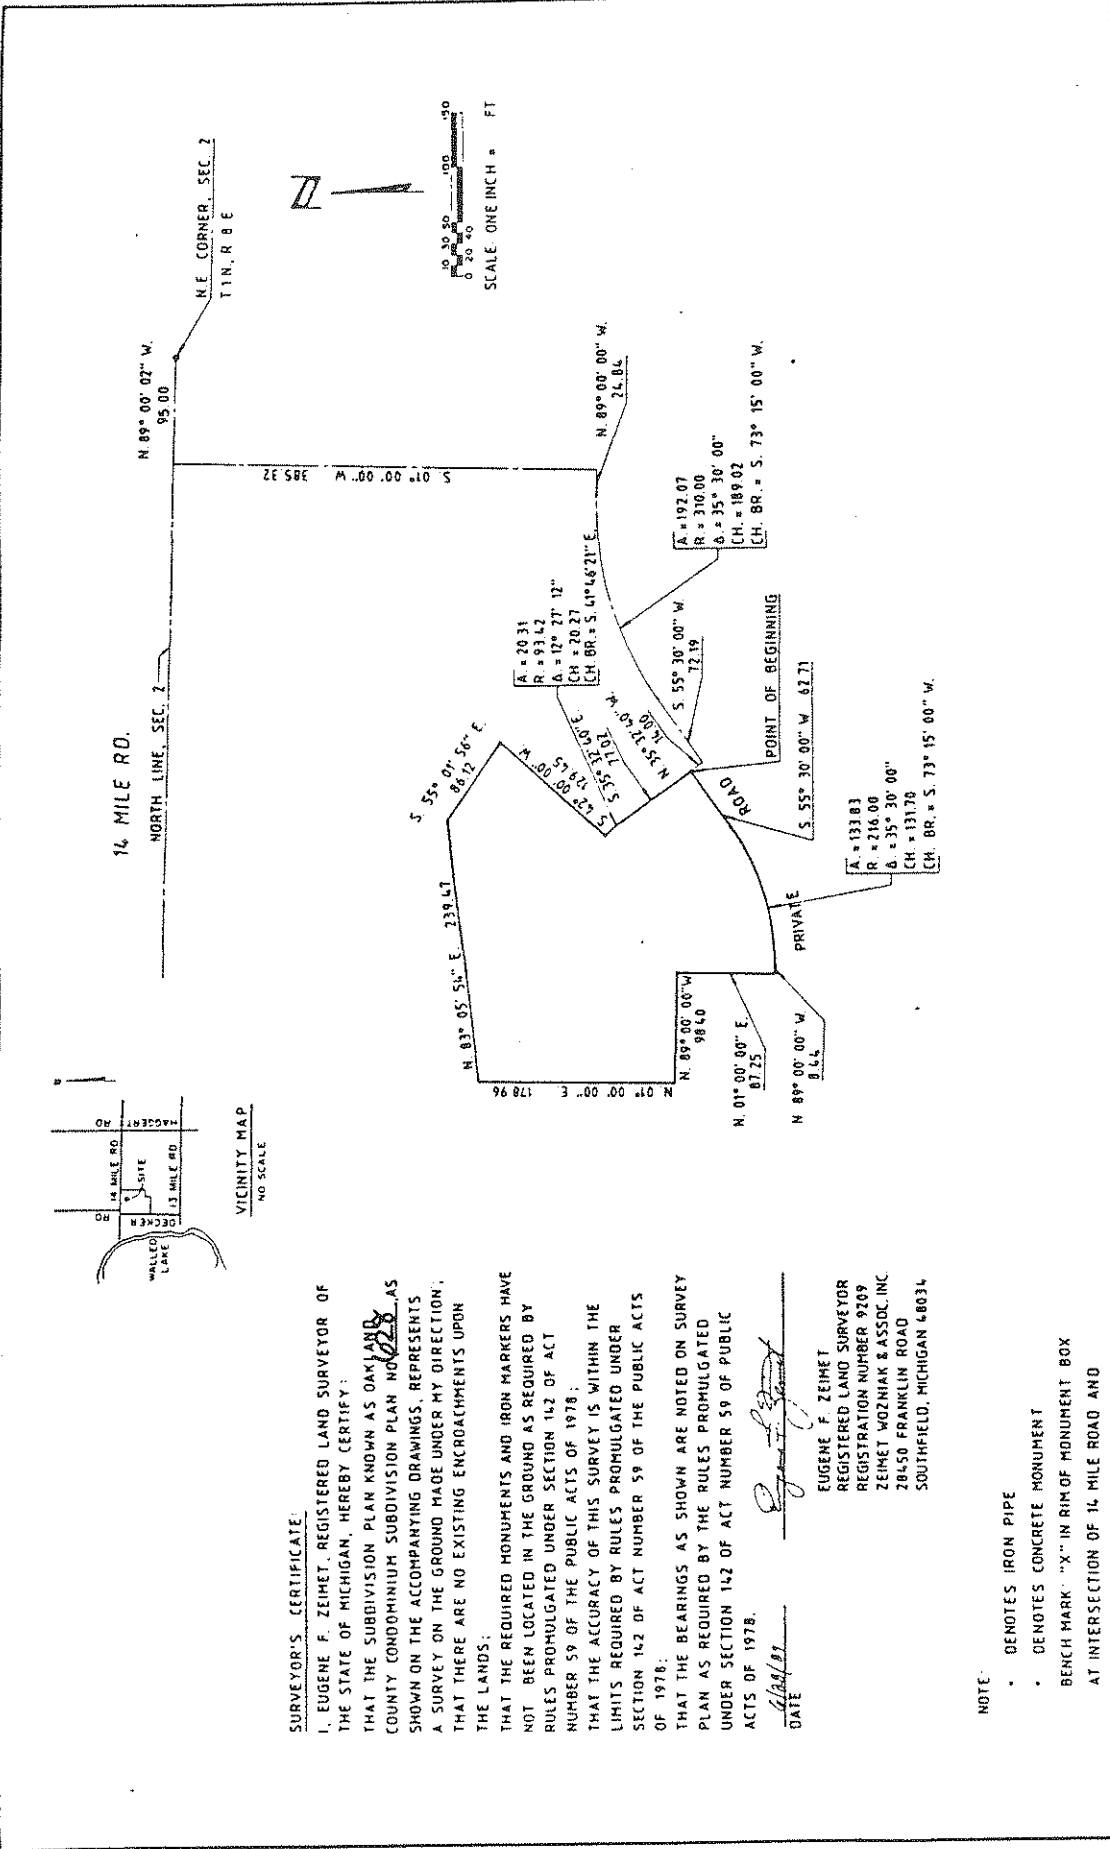 SURVEYOR'S CERTIFICATE:
I, EUGENE F. ZEIMET, REGISTERED LAND SURVEYOR OF
THE STATE OF MICHIGAN, HEREBY CERTIFY:
THAT THE SUBDIVISION PLAN KNOWN AS OAKLAND
COUNTY CONDOMINIUM SUBDIVISION PLAN NO. AS
SHOWN ON THE ACCOMPANYING DRAWINGS, REPRESENTS
A SURVEY ON THE GROUND MADE UNDER MY DIRECTION;
THAT THERE ARE NO EXISTING ENCROACHMENTS UPON
THE LANDS;
THAT THE REQUIRED MONUMENTS AND IRON MARKERS HAVE
NOT BEEN LOCATED IN THE GROUND AS REQUIRED BY
RULES PROMULGATED UNDER SECTION 142 OF ACT
NUMBER 59 OF THE PUBLIC ACTS OF 1978;
THAT THE ACCURACY OF THIS SURVEY IS WITHIN THE
LIMITS REQUIRED BY RULES PROMULGATED UNDER
SECTION 142 OF ACT NUMBER 59 OF THE PUBLIC ACTS
OF 1978;
THAT THE BEARINGS AS SHOWN ARE NOTED ON SURVEY
PLAN AS REQUIRED BY THE RULES PROMULGATED
UNDER SECTION 142 OF ACT NUMBER 59 OF PUBLIC
ACTS OF 1978.
DATE
EUGENE F. ZEIMET
REGISTERED LAND SURVEYOR
REGISTRATION NUMBER 9209
ZEIMET WOZNIAK & ASSOC. INC.
28450 FRANKLIN ROAD
SOUTHFIELD, MICHIGAN 48034
NOTE:
• DENOTES IRON PIPE
• DENOTES CONCRETE MONUMENT
BENCH MARK "X" IN RIM OF MONUMENT BOX
AT INTERSECTION OF 14 MILE ROAD AND
RD
14 MILE RD
HAGGERT RD
SITE
DECKER
13 MILE RD
WALLED
LAKE
VICINITY MAP
NO SCALE
14 MILE RD.
NORTH LINE, SEC. 2
N. 89° 00' 02" W.
95.00
N.E. CORNER, SEC. 2
T 1 N, R 8 E
N
10 30 50 100 150
0 20 40
SCALE: ONE INCH = FT
S. 01° 00' 00" W. 385.32
N. 89° 00' 00" W.
24.84
A. = 192.07
R. = 310.00
Δ. = 35° 30' 00"
CH. = 189.02
CH. BR. = S. 73° 15' 00" W.
A. = 20.31
R. = 93.42
Δ. = 12° 27' 12"
CH. = 20.27
CH. BR. = S. 41° 46' 21" E.
S. 55° 01' 56" E.
86.12
S. 42° 00' 00" W.
129.45
S. 35° 32' 40" E.
77.02
N. 35° 32' 40" W.
14.00
S. 55° 30' 00" W.
72.19
POINT OF BEGINNING
S. 55° 30' 00" W. 62.71
PRIVATE ROAD
A. = 133.83
R. = 216.00
Δ. = 35° 30' 00"
CH. = 131.70
CH. BR. = S. 73° 15' 00" W.
N. 83° 05' 54" E. 239.47
N. 01° 00' 00" E. 178.96
N. 89° 00' 00" W.
98.40
N. 01° 00' 00" E.
87.25
N. 89° 00' 00" W.
8.44